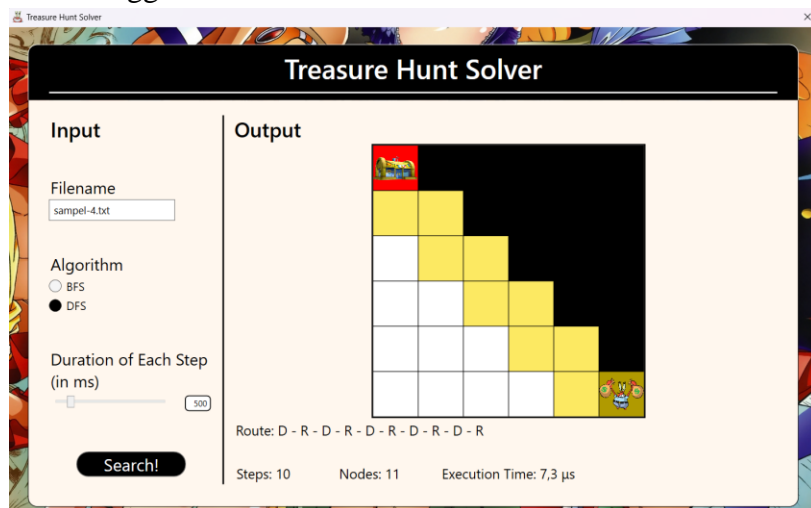 Treasure Hunt Solver
Treasure Hunt Solver
Input
Output
Filename
sampel-4.txt
Algorithm
BFS
DFS
Duration of Each Step
(in ms)
500
Search!
Route: D - R - D - R - D - R - D - R - D - R
Steps: 10 Nodes: 11 Execution Time: 7,3 µs